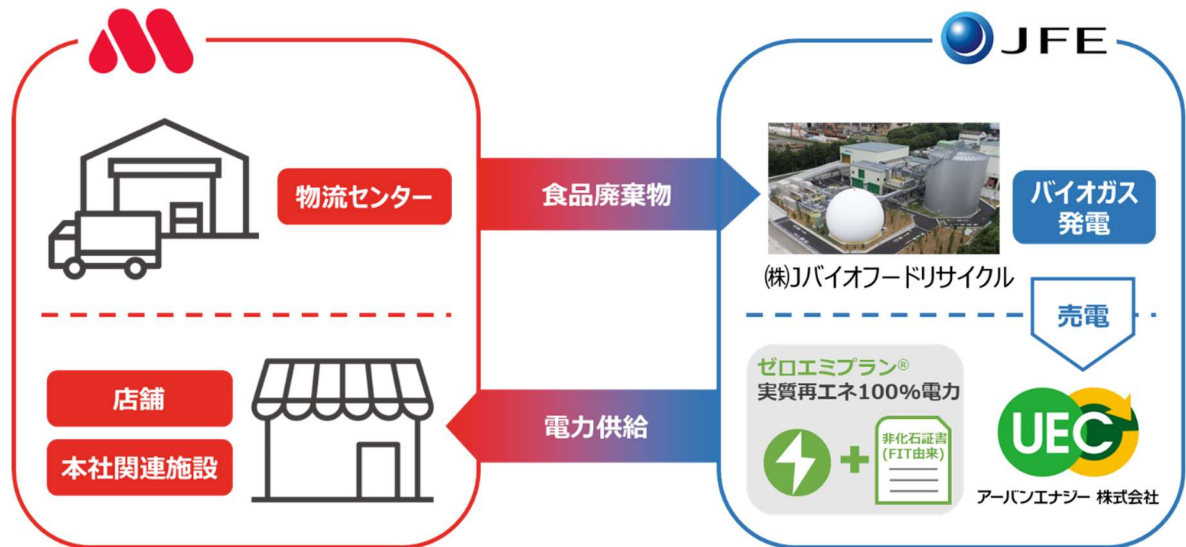 JFE
物流センター
食品廃棄物
バイオガス
発電
㈱Jバイオフードリサイクル
売電
店舗
本社関連施設
電力供給
ゼロエミプラン®
実質再エネ100%電力
非化石証書
(FIT由来)
UEC
アーバンエナジー 株式会社